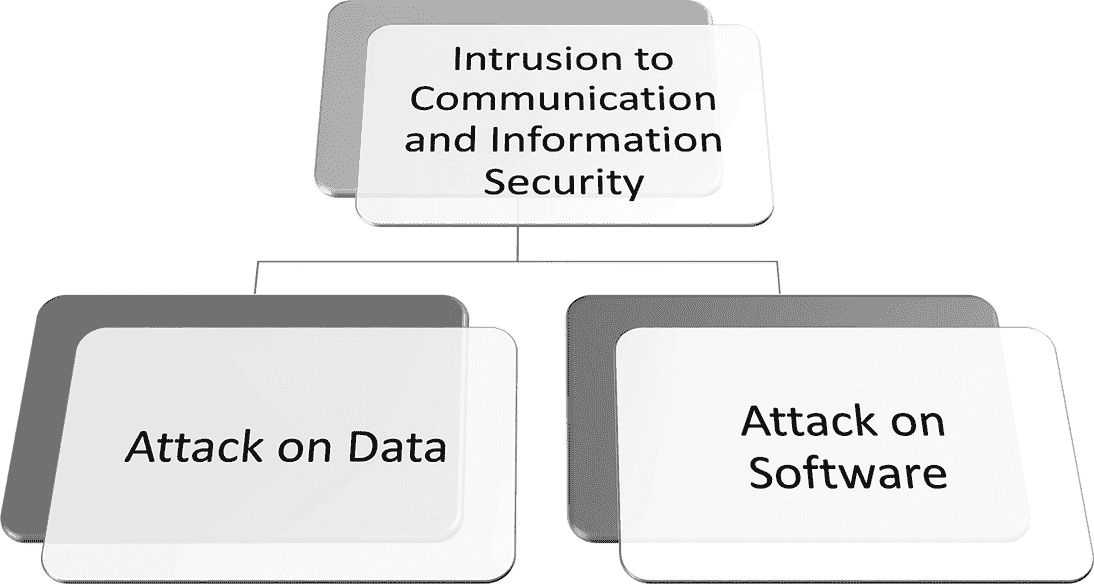 Intrusion to
Communication
and Information
Security
Attack on Data
Attack on
Software